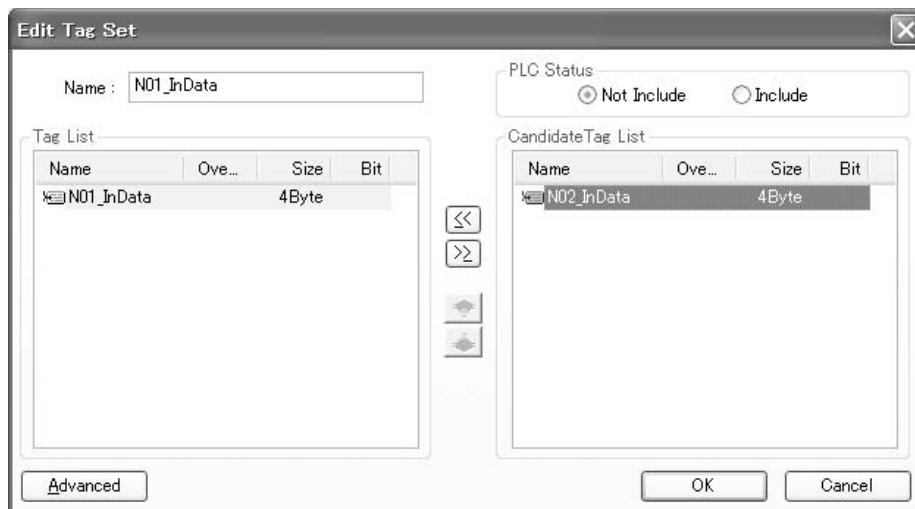 Edit Tag Set
Name : N01_InData
PLC Status
Not Include Include
Tag List
Name Ove... Size Bit
N01_InData 4Byte
<<
>>
CandidateTag List
Name Ove... Size Bit
N02_InData 4Byte
Advanced
OK Cancel